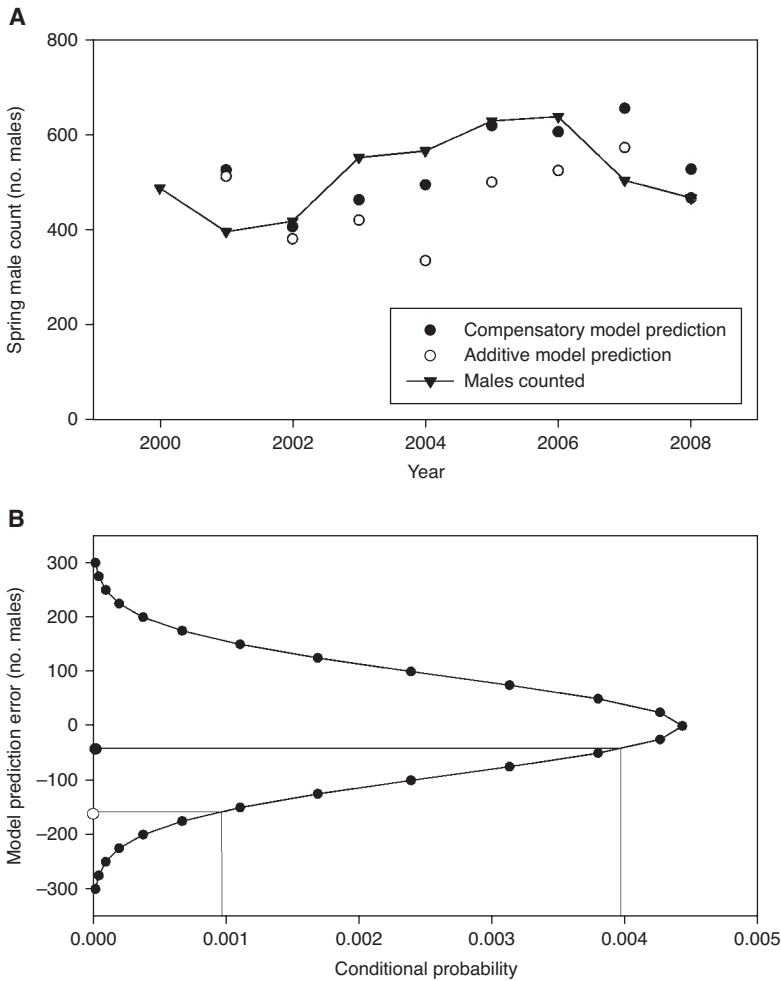 A
800
600
400
200
0
Spring male count (no. males)
Compensatory model prediction
Additive model prediction
Males counted
2000 2002 2004 2006 2008
Year
B
300
200
100
0
–100
–200
–300
Model prediction error (no. males)
0.000 0.001 0.002 0.003 0.004 0.005
Conditional probability